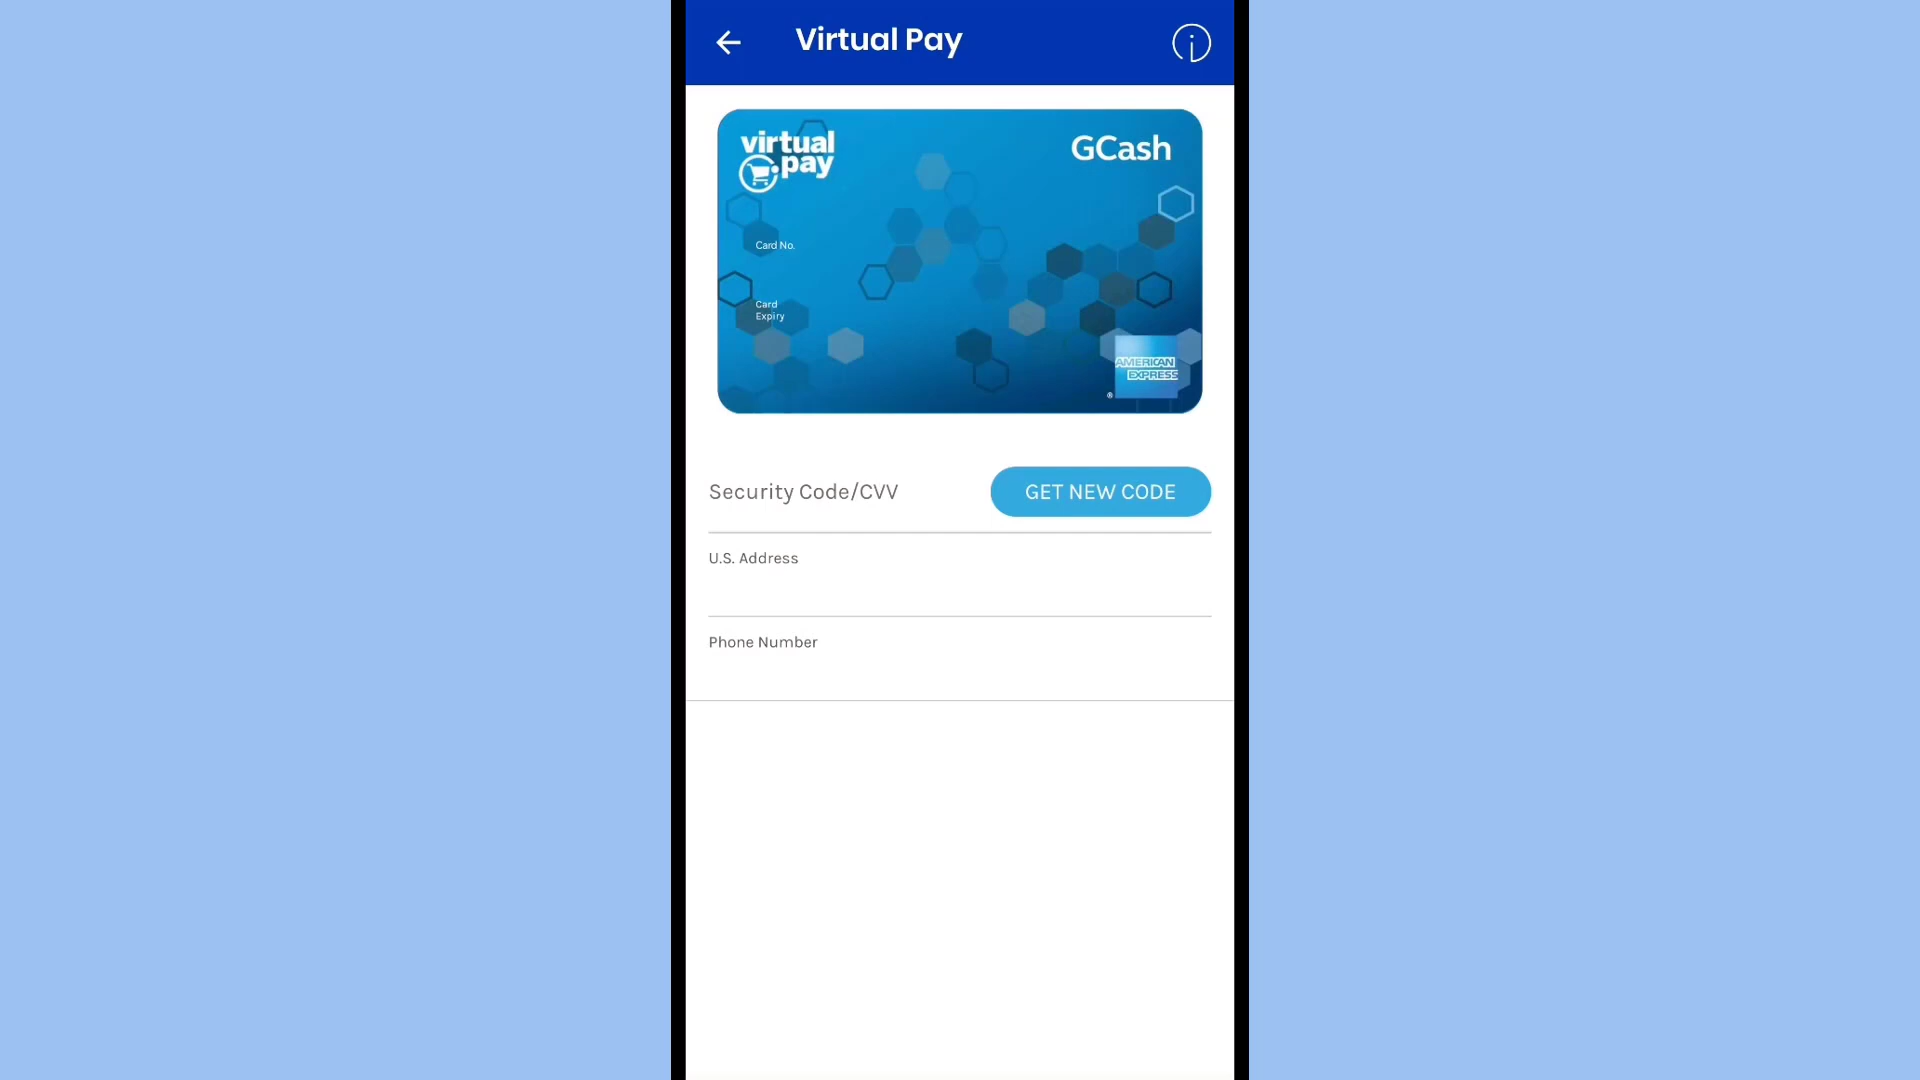 Virtual Pay
virtual
pay
GCash
Card No.
Card
Expiry
AMERICAN
EXPRESS
®
Security Code/CVV
GET NEW CODE
U.S. Address
Phone Number